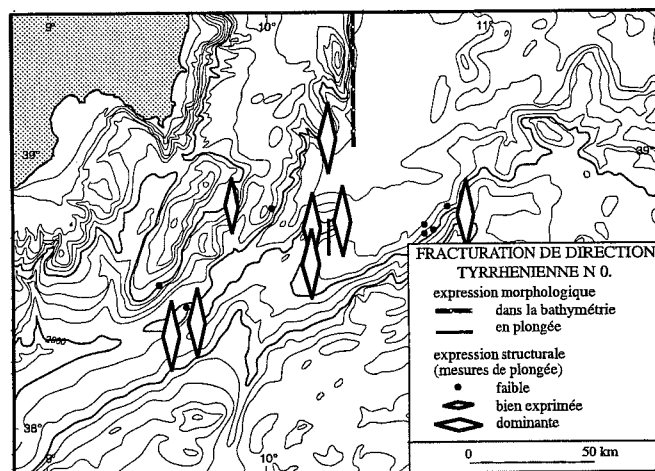 9°
10°
11°
39°
39°
2000
38°
9°
10°
FRACTURATION DE DIRECTION
TYRRHENIENNE N 0.
expression morphologique
dans la bathymétrie
en plongée
expression structurale
(mesures de plongée)
faible
bien exprimée
dominante
0 50 km